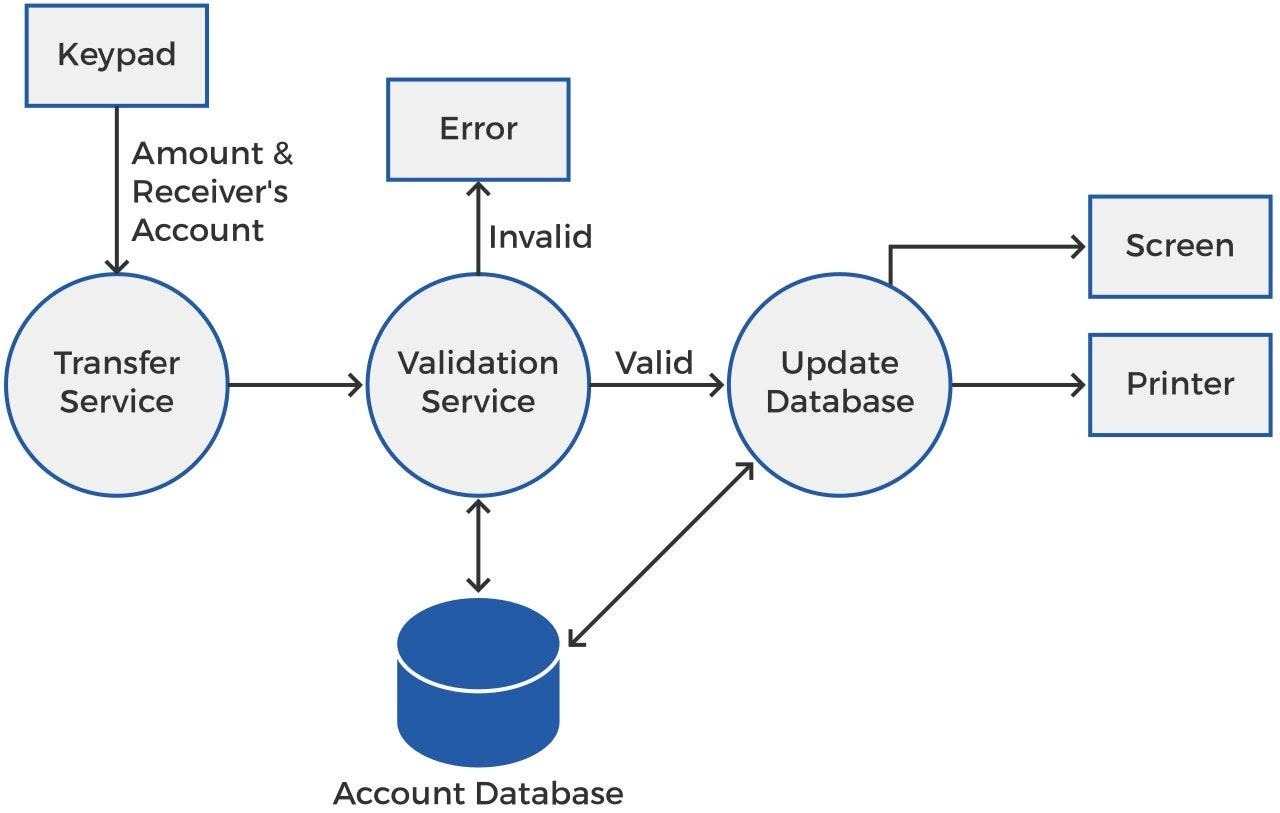 Keypad
Amount &
Receiver's
Account
Error
Invalid
Transfer
Service
Validation
Service
Valid
Update
Database
Screen
Printer
Account Database